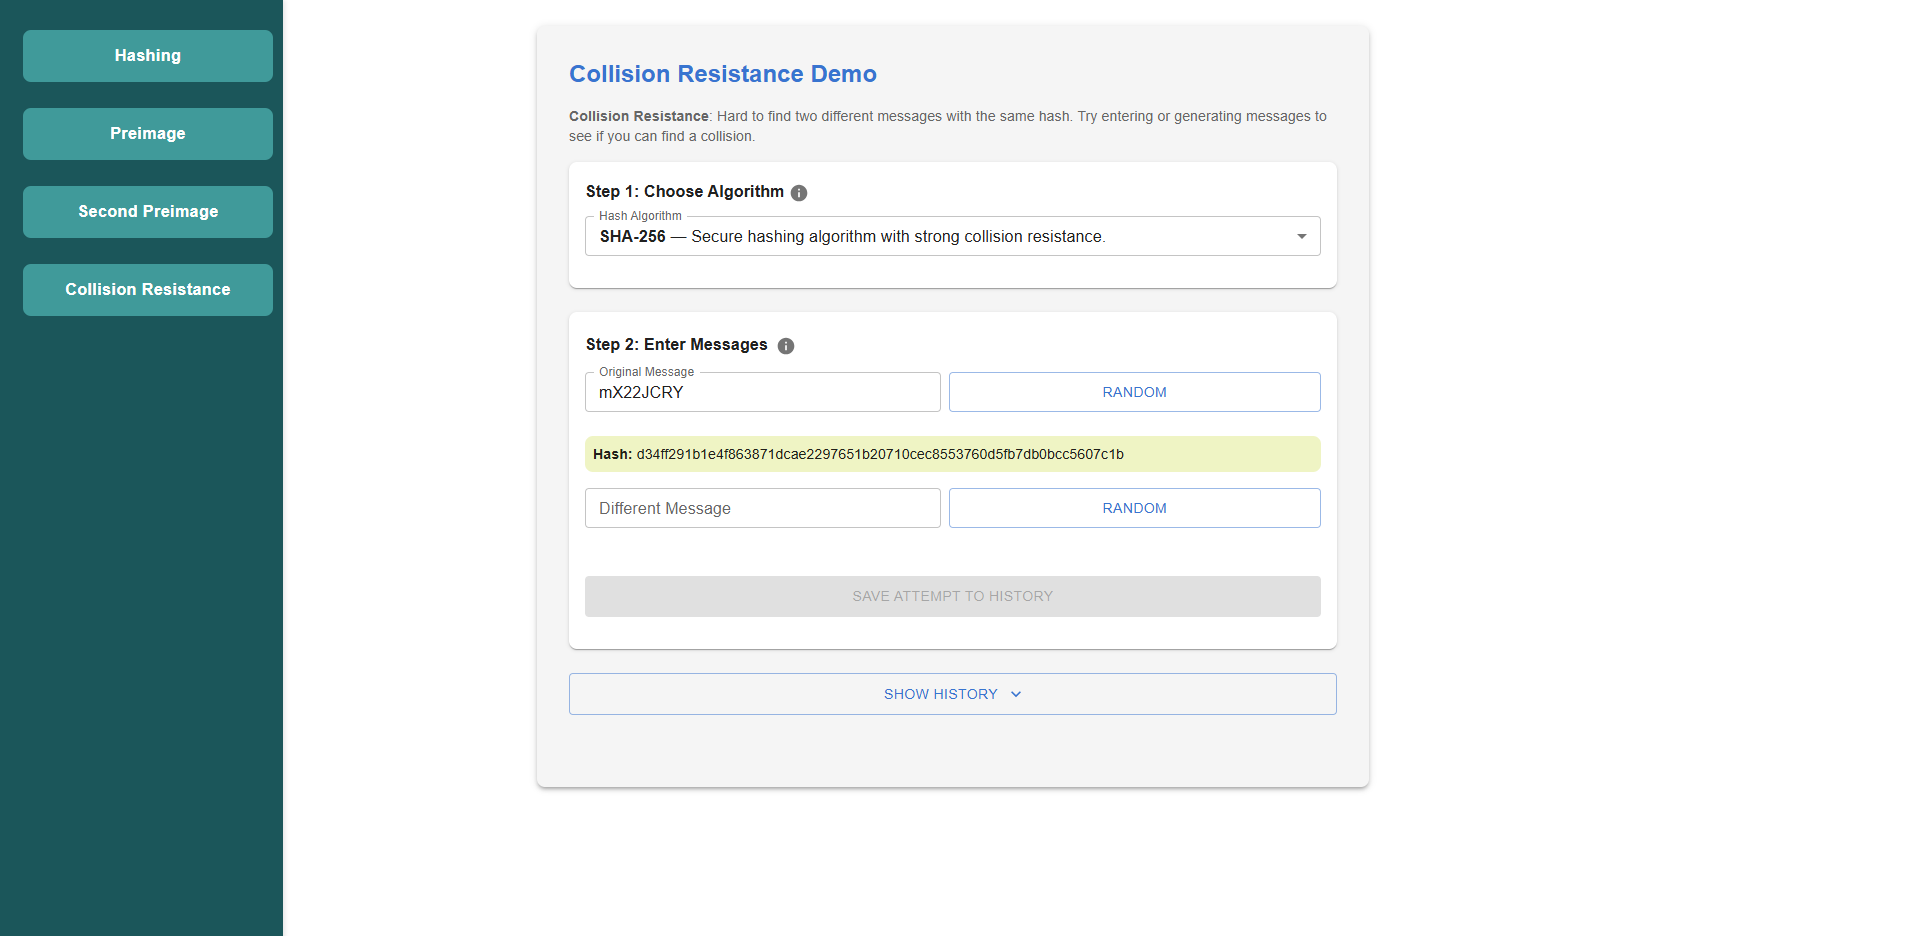 Hashing
Preimage
Second Preimage
Collision Resistance
Collision Resistance Demo
Collision Resistance: Hard to find two different messages with the same hash. Try entering or generating messages to
see if you can find a collision.
Step 1: Choose Algorithm
Hash Algorithm
SHA-256 — Secure hashing algorithm with strong collision resistance.
Step 2: Enter Messages
Original Message
mX22JCRY
RANDOM
Hash: d34ff291b1e4f863871dcae2297651b20710cec8553760d5fb7db0bcc5607c1b
Different Message
RANDOM
SAVE ATTEMPT TO HISTORY
SHOW HISTORY